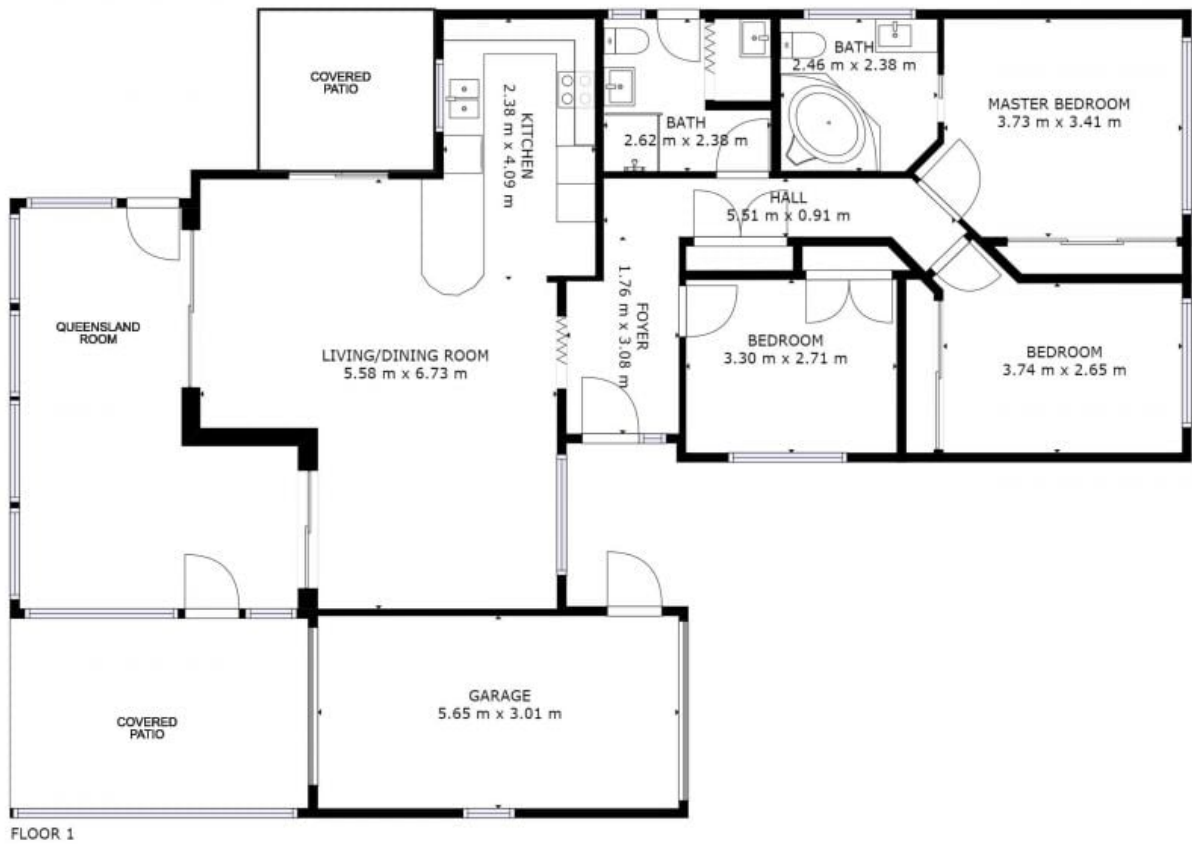 COVERED
PATIO
KITCHEN
2.38 m x 4.09 m
BATH
2.62 m x 2.38 m
BATH
2.46 m x 2.38 m
MASTER BEDROOM
3.73 m x 3.41 m
HALL
5.51 m x 0.91 m
QUEENSLAND
ROOM
LIVING/DINING ROOM
5.58 m x 6.73 m
FOYER
1.76 m x 3.08 m
BEDROOM
3.30 m x 2.71 m
BEDROOM
3.74 m x 2.65 m
COVERED
PATIO
GARAGE
5.65 m x 3.01 m
FLOOR 1